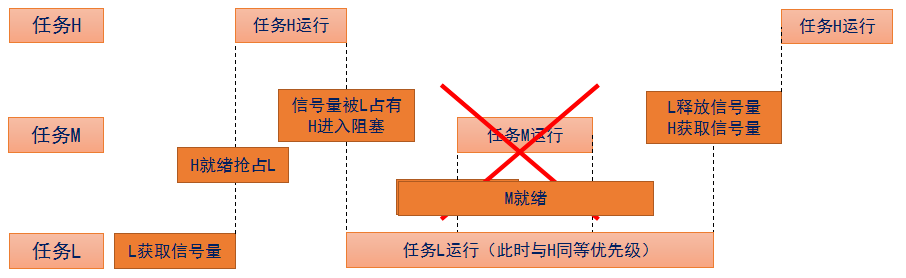 任务H
任务H运行
任务H运行
信号量被L占有
H进入阻塞
L释放信号量
H获取信号量
任务M
任务M运行
H就绪抢占L
M就绪
任务L
L获取信号量
任务L运行（此时与H同等优先级）